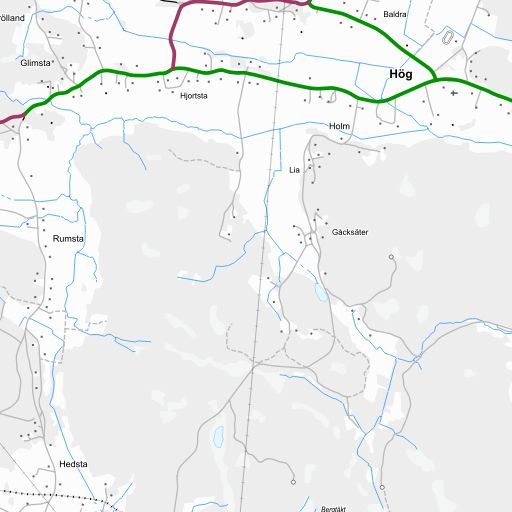 Baldra
Glimsta
Hög
Hjortsta
Holm
Lia
Gäcksäter
Rumsta
Hedsta
Bergtäkt